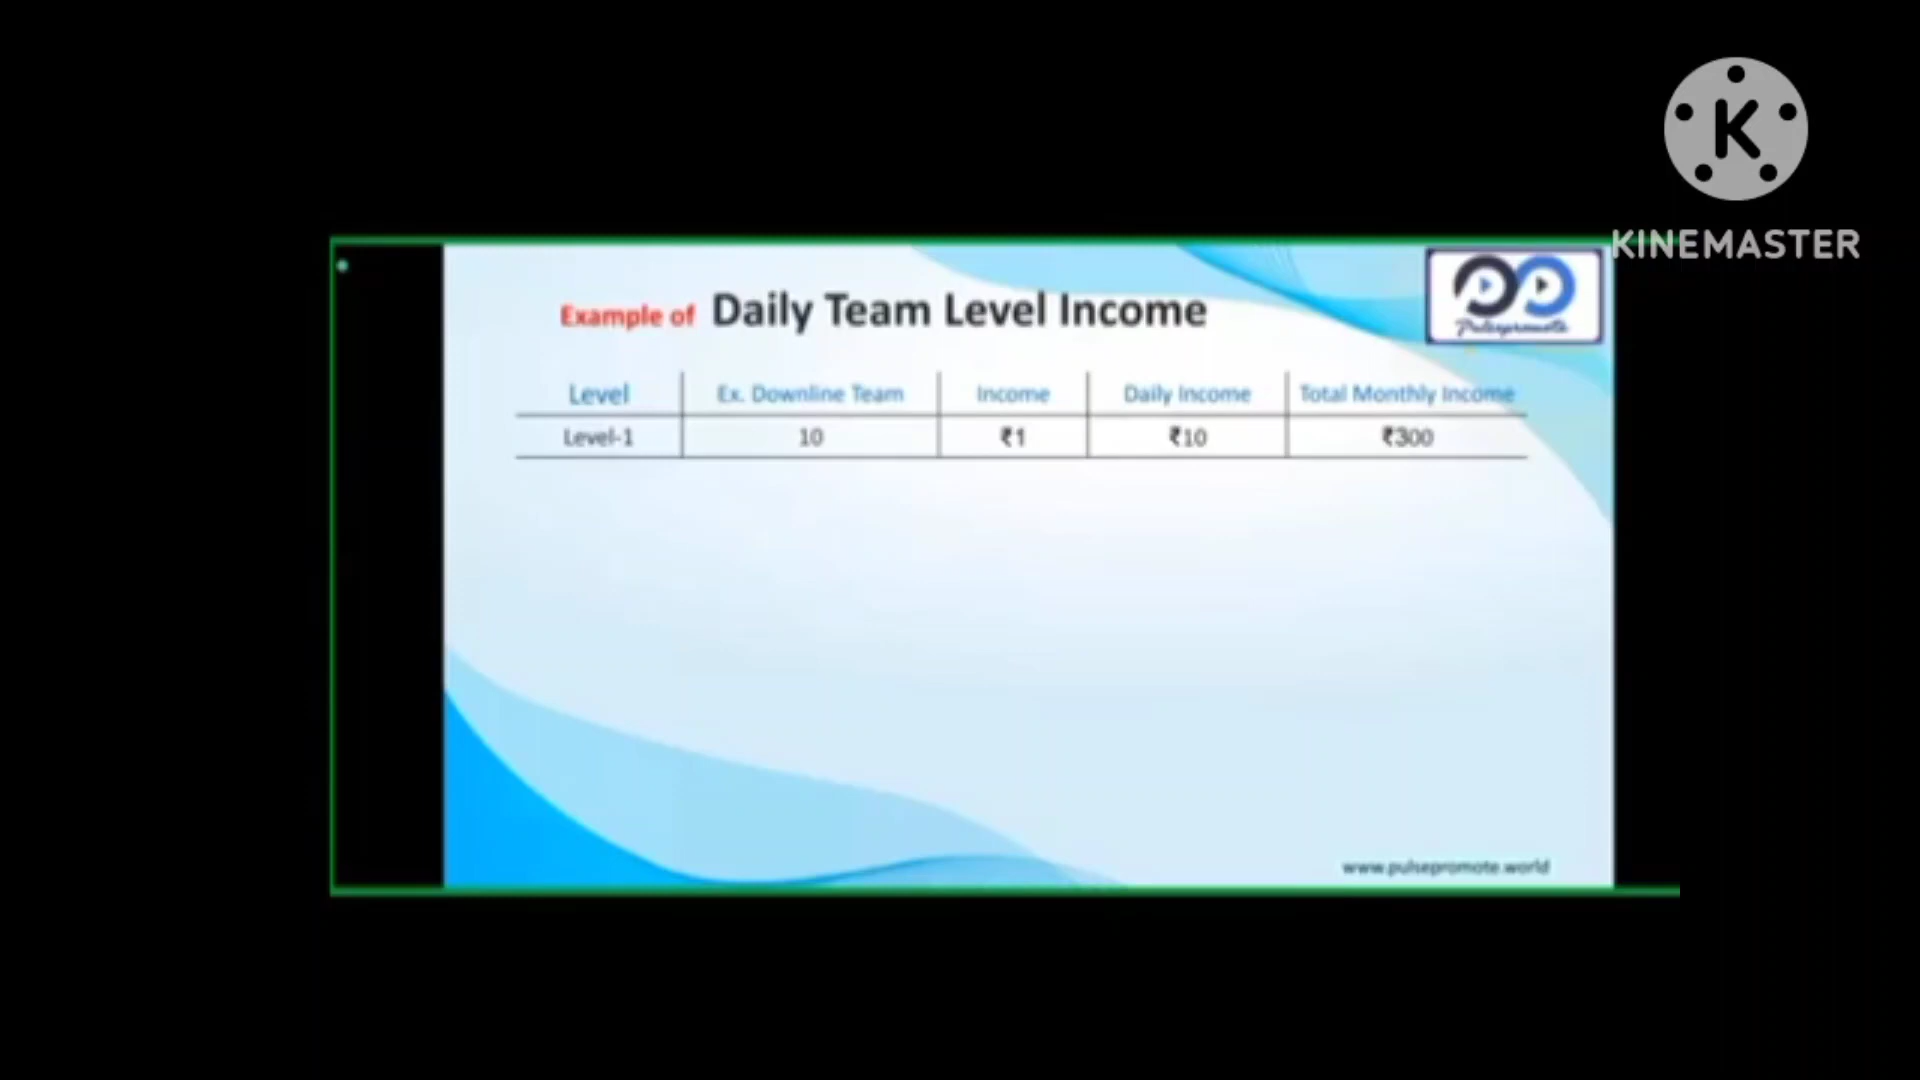 K
KINEMASTER
Example of Daily Team Level Income
Pulsepromote
Level Ex. Downline Team Income Daily Income Total Monthly Income
Level-1 10 ₹1 ₹10 ₹300
www.pulsepromote.world